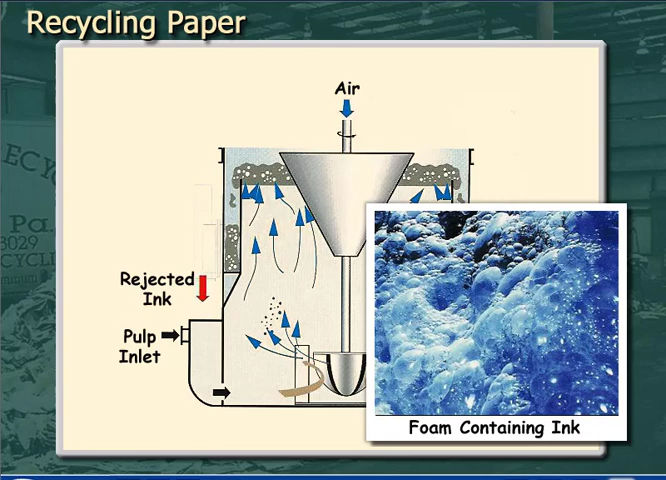 Recycling Paper
Air
Rejected
Ink
Pulp
Inlet
Foam Containing Ink
ECY
Pa.
3029
CYCL